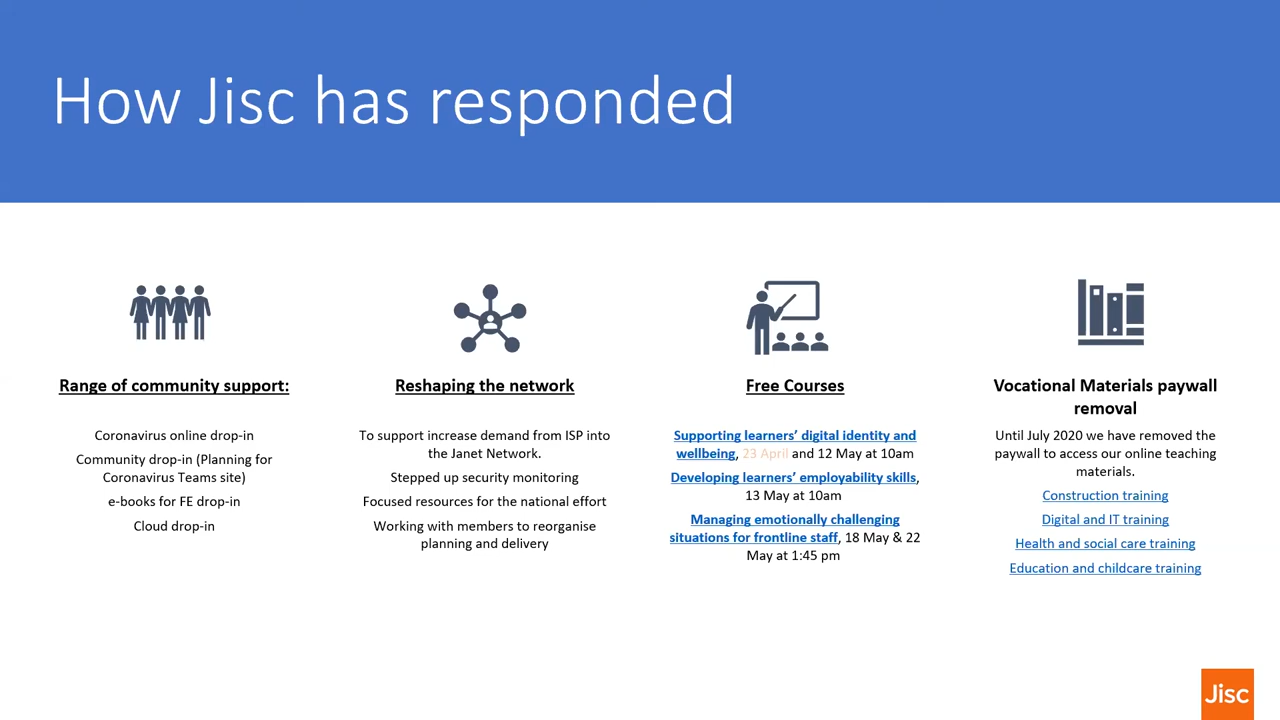 How Jisc has responded
Range of community support:
Coronavirus online drop-in
Community drop-in (Planning for
Coronavirus Teams site)
e-books for FE drop-in
Cloud drop-in
Reshaping the network
To support increase demand from ISP into
the Janet Network.
Stepped up security monitoring
Focused resources for the national effort
Working with members to reorganise
planning and delivery
Free Courses
Supporting learners’ digital identity and
wellbeing, 23 April and 12 May at 10am
Developing learners’ employability skills,
13 May at 10am
Managing emotionally challenging
situations for frontline staff, 18 May & 22
May at 1:45 pm
Vocational Materials paywall
removal
Until July 2020 we have removed the
paywall to access our online teaching
materials.
Construction training
Digital and IT training
Health and social care training
Education and childcare training
Jisc